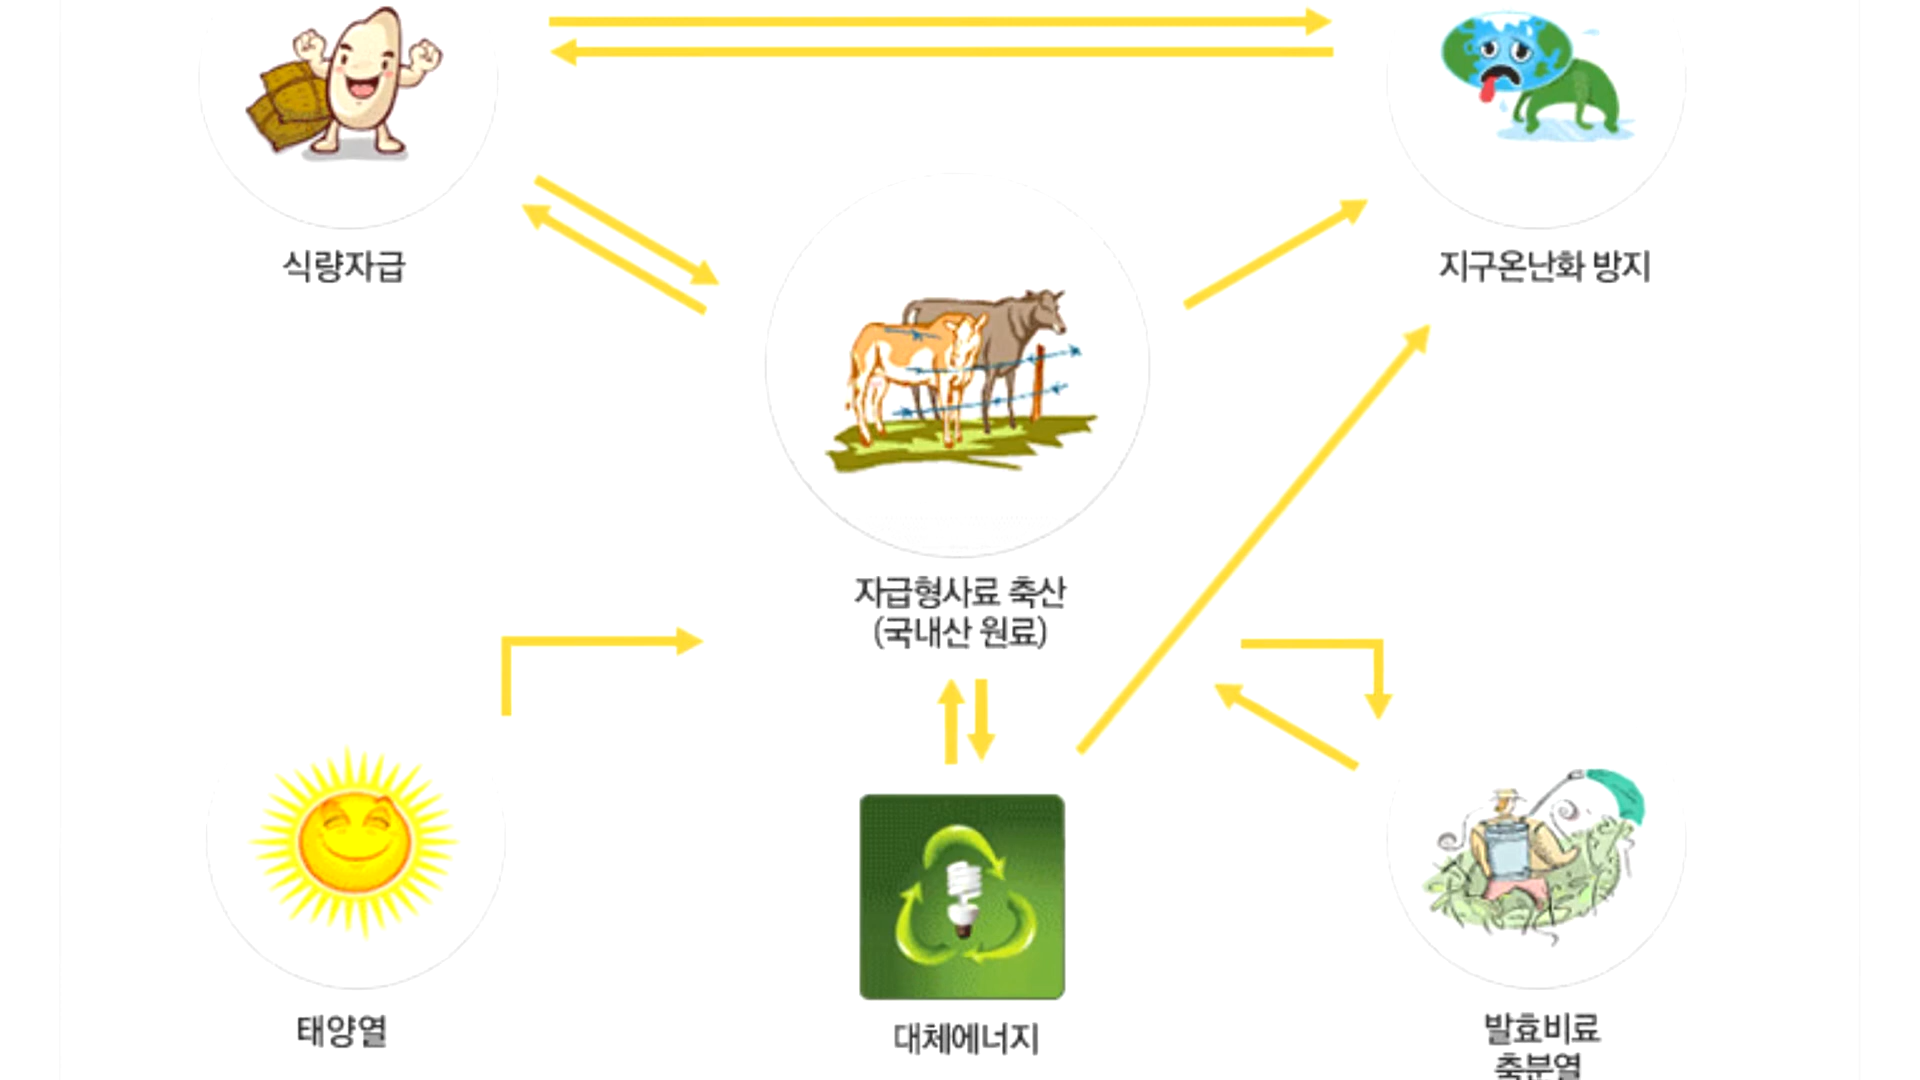 식량자급
지구온난화 방지
자급형사료 축산
(국내산 원료)
태양열
대체에너지
발효비료
축분열